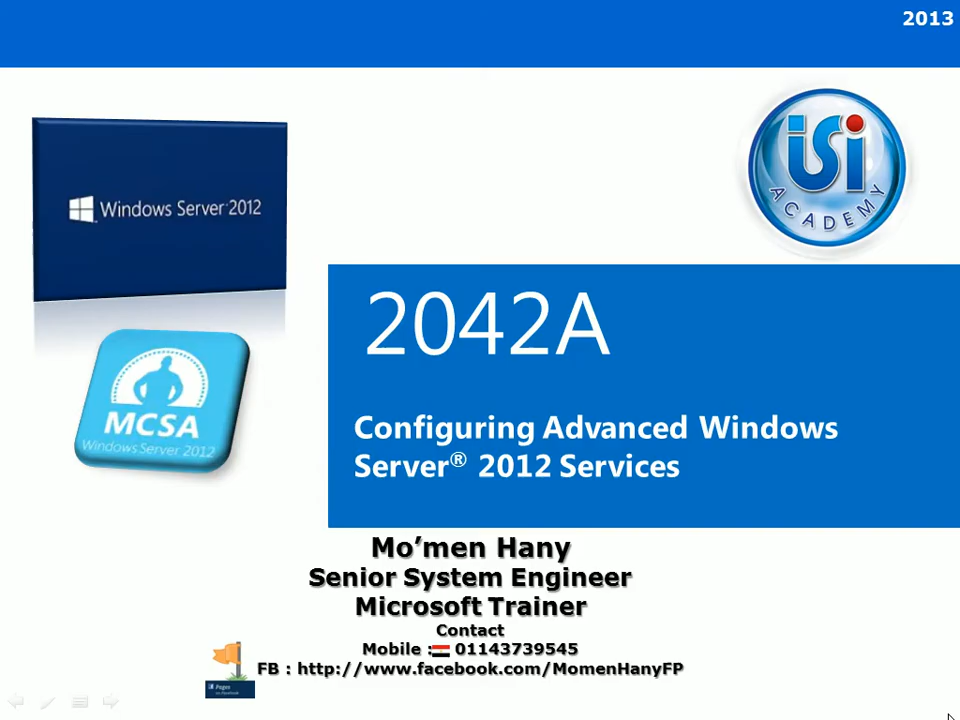 2013
Windows Server 2012
iSi
ACADEMY
2042A
MCSA
Windows Server 2012
Configuring Advanced Windows
Server® 2012 Services
Mo’men Hany
Senior System Engineer
Microsoft Trainer
Contact
Mobile : 01143739545
FB : http://www.facebook.com/MomenHanyFP
Pages